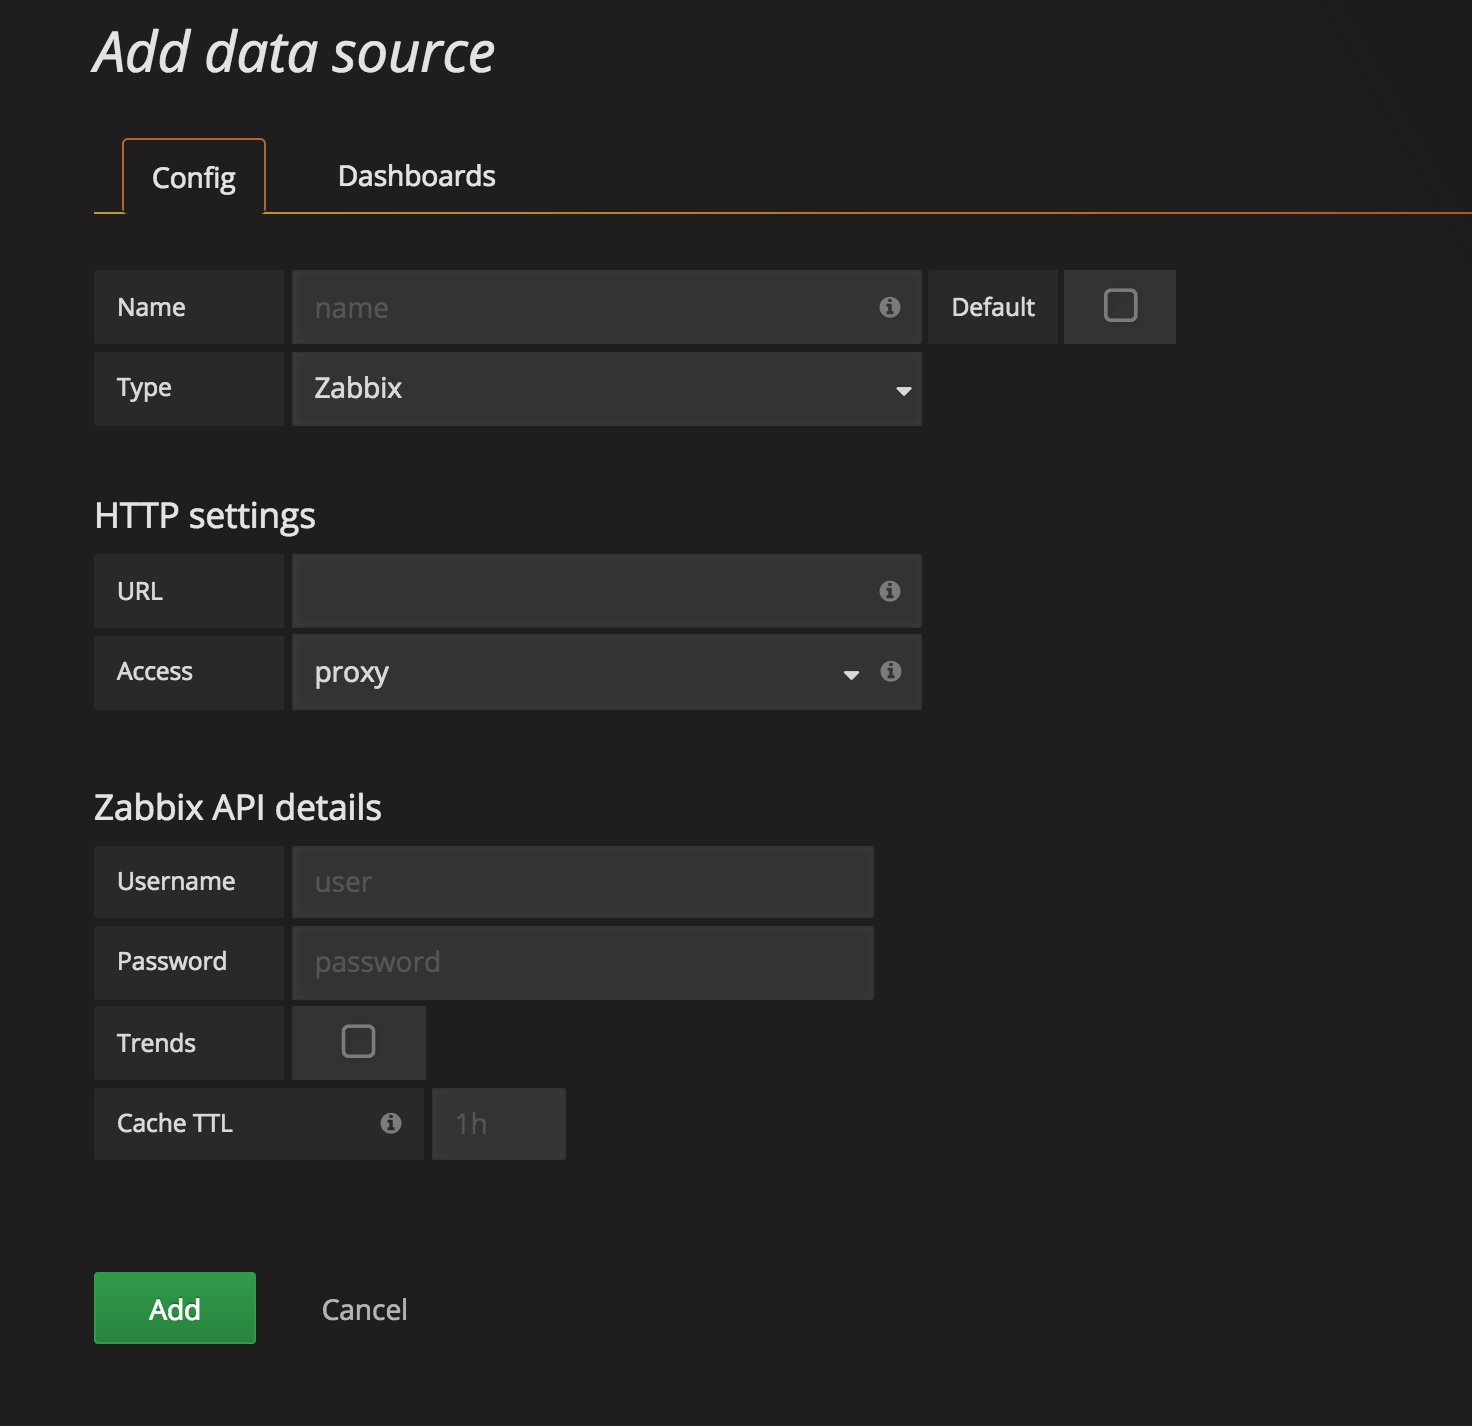 Add data source
Config Dashboards
Name name Default
Type Zabbix
HTTP settings
URL
Access proxy
Zabbix API details
Username user
Password password
Trends
Cache TTL 1h
Add Cancel